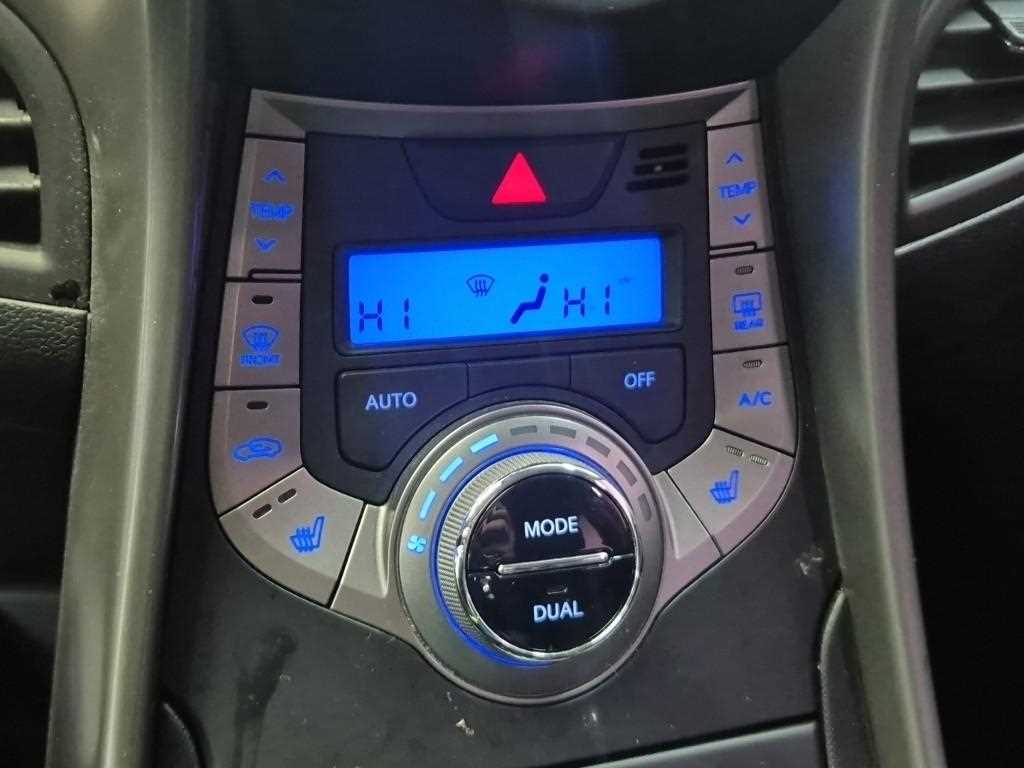 TEMP
TEMP
HI
HI
FRONT
REAR
AUTO
OFF
A/C
MODE
DUAL